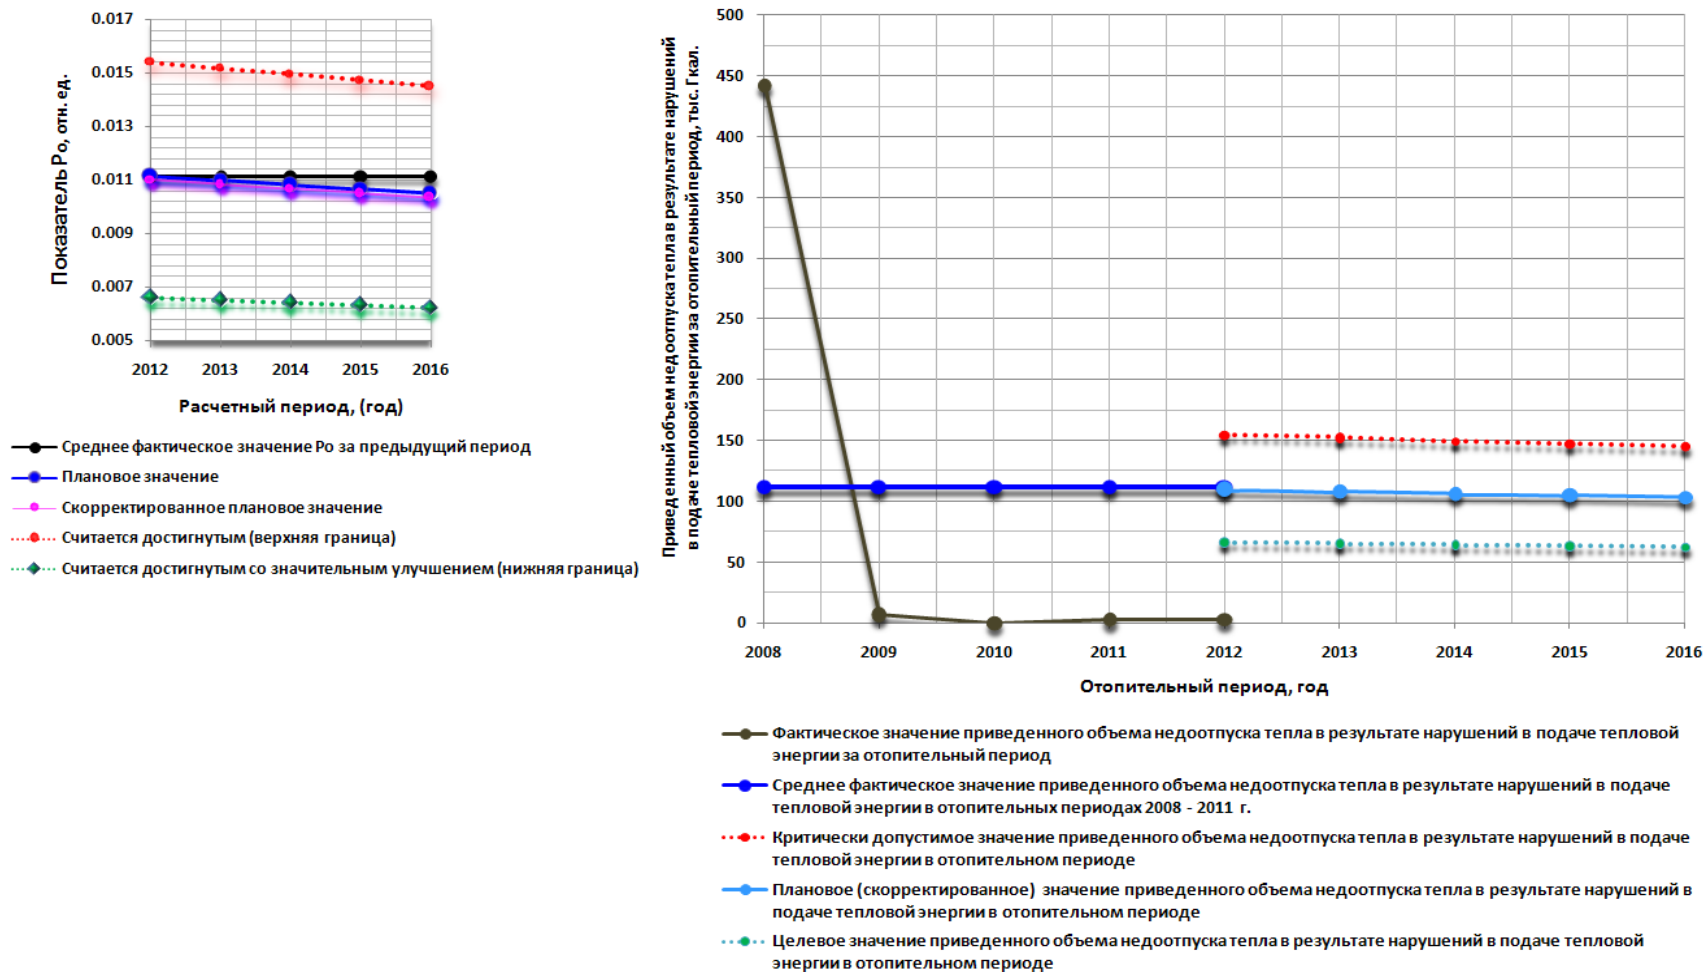 0.017
0.015
0.013
0.011
0.009
0.007
0.005
Показатель Ро, отн. ед.
2012 2013 2014 2015 2016
Расчетный период, (год)
Среднее фактическое значение Ро за предыдущий период
Плановое значение
Скорректированное плановое значение
Считается достигнутым (верхняя граница)
Считается достигнутым со значительным улучшением (нижняя граница)
Приведенный объем недоотпуска тепла в результате нарушений
в подаче тепловой энергии за отопительный период, тыс. Гкал.
500
450
400
350
300
250
200
150
100
50
0
2008 2009 2010 2011 2012 2013 2014 2015 2016
Отопительный период, год
Фактическое значение приведенного объема недоотпуска тепла в результате нарушений в подаче тепловой
энергии за отопительный период
Среднее фактическое значение приведенного объема недоотпуска тепла в результате нарушений в подаче
тепловой энергии в отопительных периодах 2008 - 2011 г.
Критически допустимое значение приведенного объема недоотпуска тепла в результате нарушений в подаче
тепловой энергии в отопительном периоде
Плановое (скорректированное) значение приведенного объема недоотпуска тепла в результате нарушений в
подаче тепловой энергии в отопительном периоде
Целевое значение приведенного объема недоотпуска тепла в результате нарушений в подаче тепловой
энергии в отопительном периоде